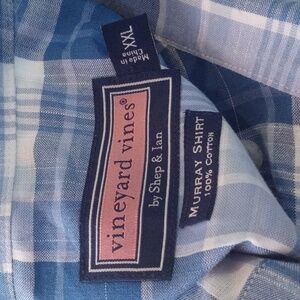 XXL
Made in
China
vineyard vines®
by Shep & Ian
MURRAY SHIRT
100% COTTON